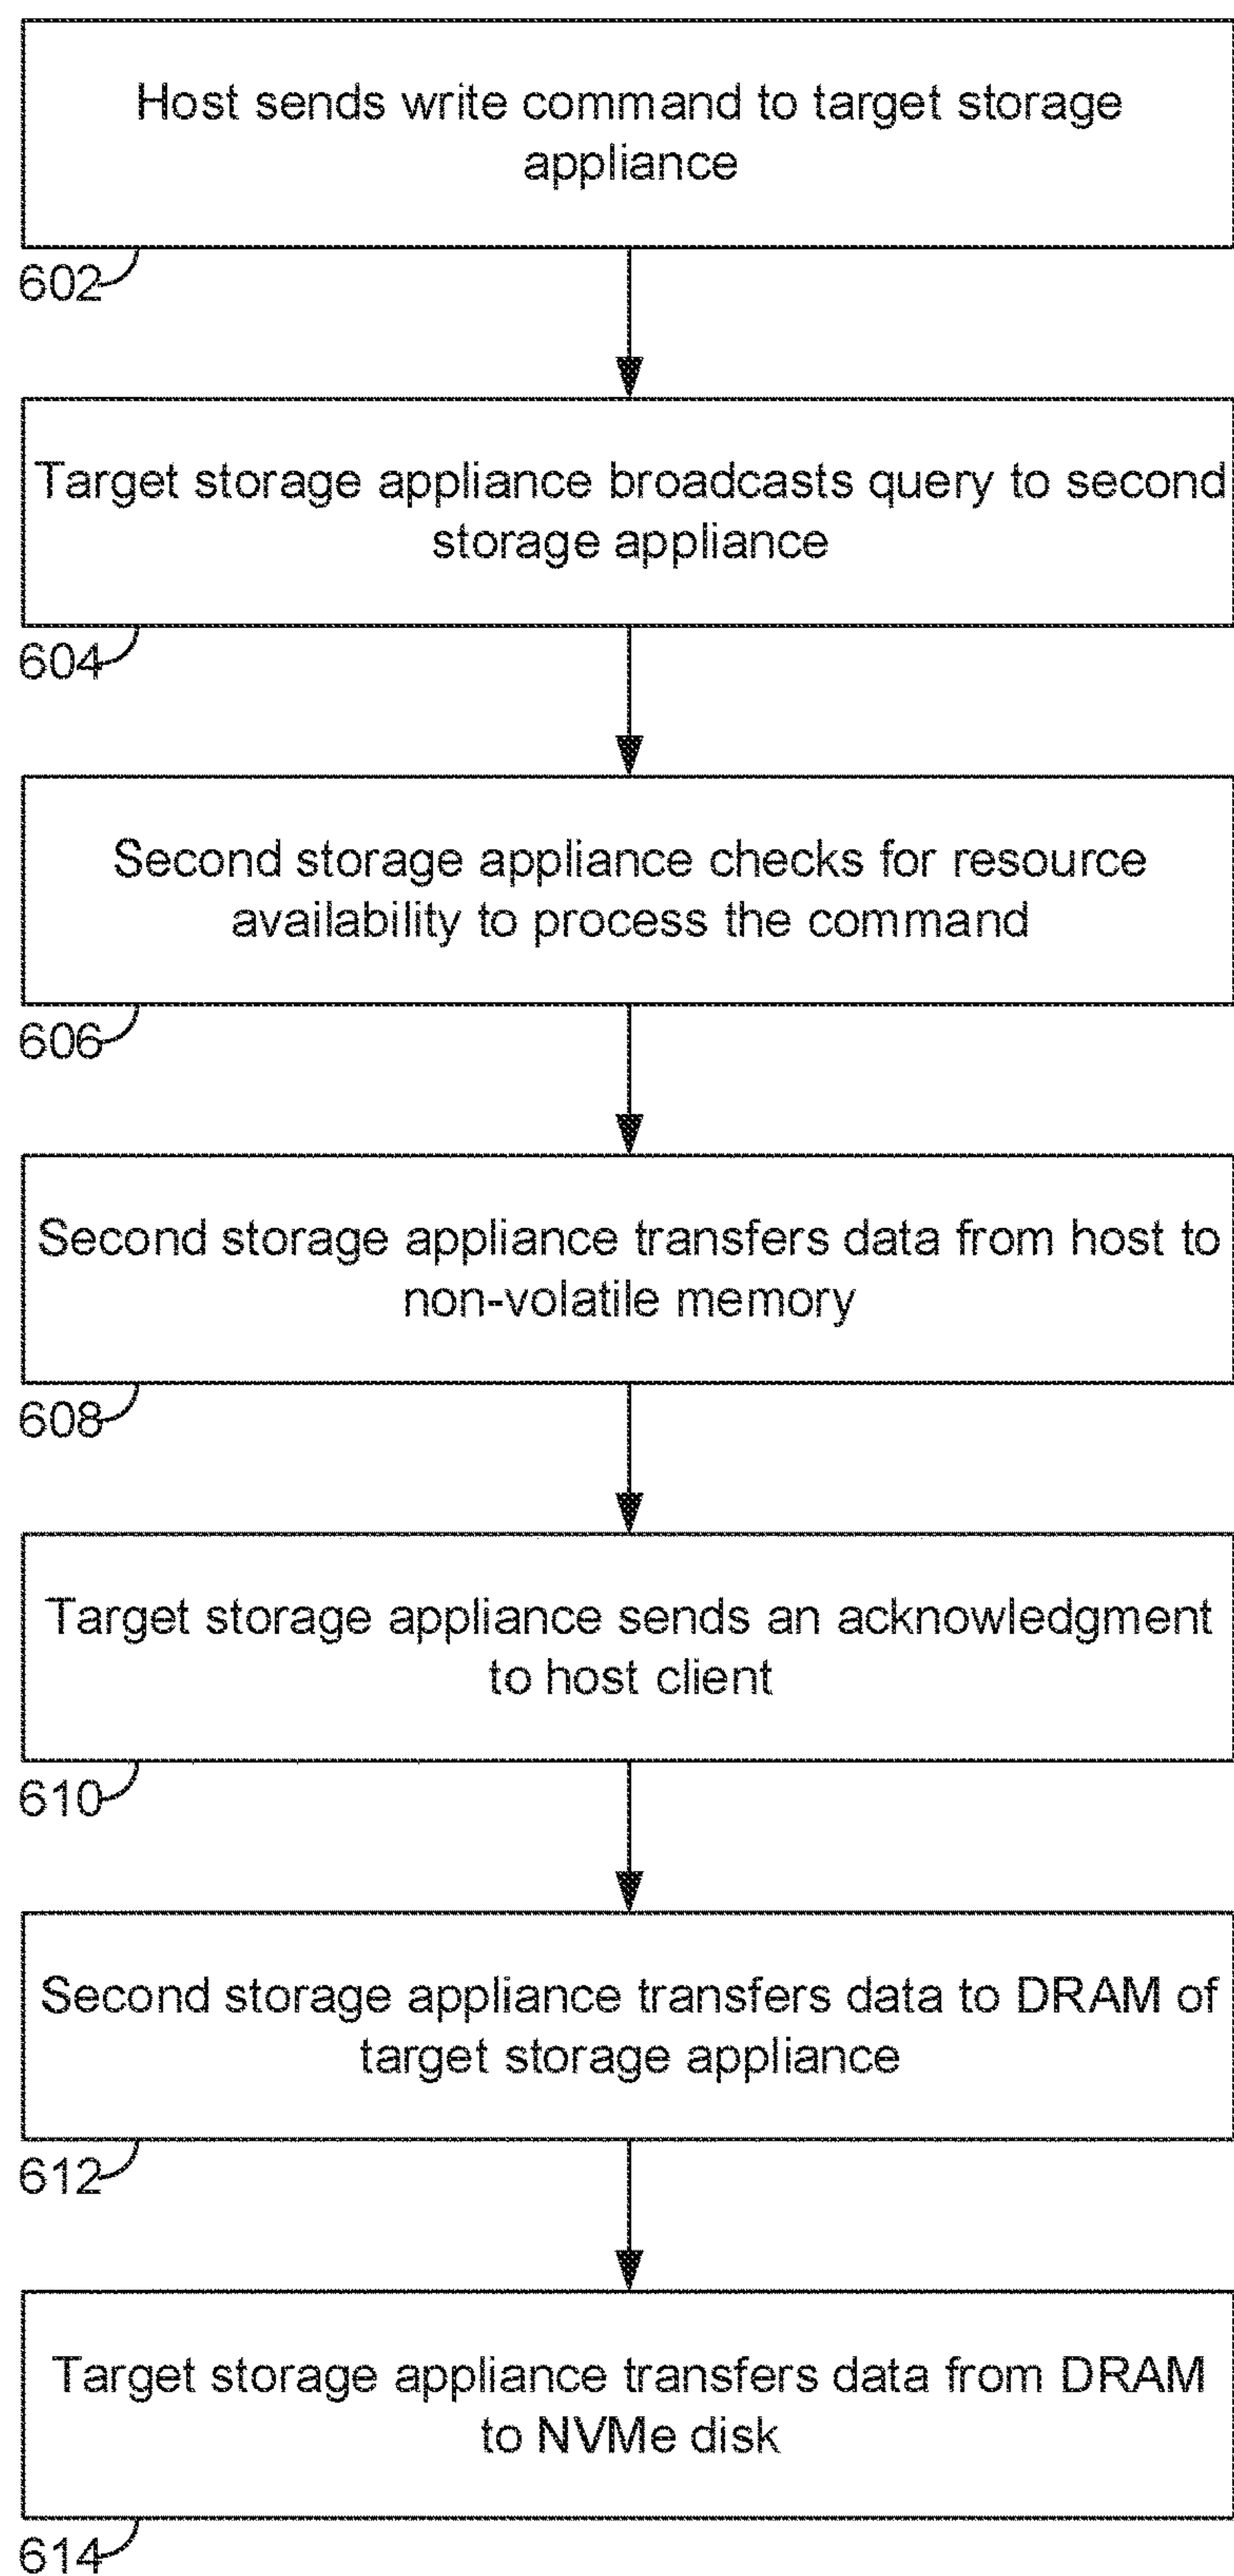 Host sends write command to target storage
appliance
602
Target storage appliance broadcasts query to second
storage appliance
604
Second storage appliance checks for resource
availability to process the command
606
Second storage appliance transfers data from host to
non-volatile memory
608
Target storage appliance sends an acknowledgment
to host client
610
Second storage appliance transfers data to DRAM of
target storage appliance
612
Target storage appliance transfers data from DRAM
to NVMe disk
614